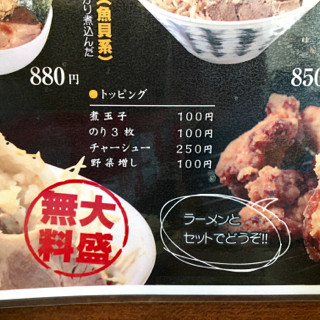 （魚貝系）
り煮込んだ
880円
850
●トッピング
煮玉子 100円
のり3枚 100円
チャーシュー 250円
野菜増し 100円
大盛
無料
ラーメンと
セットでどうぞ!!